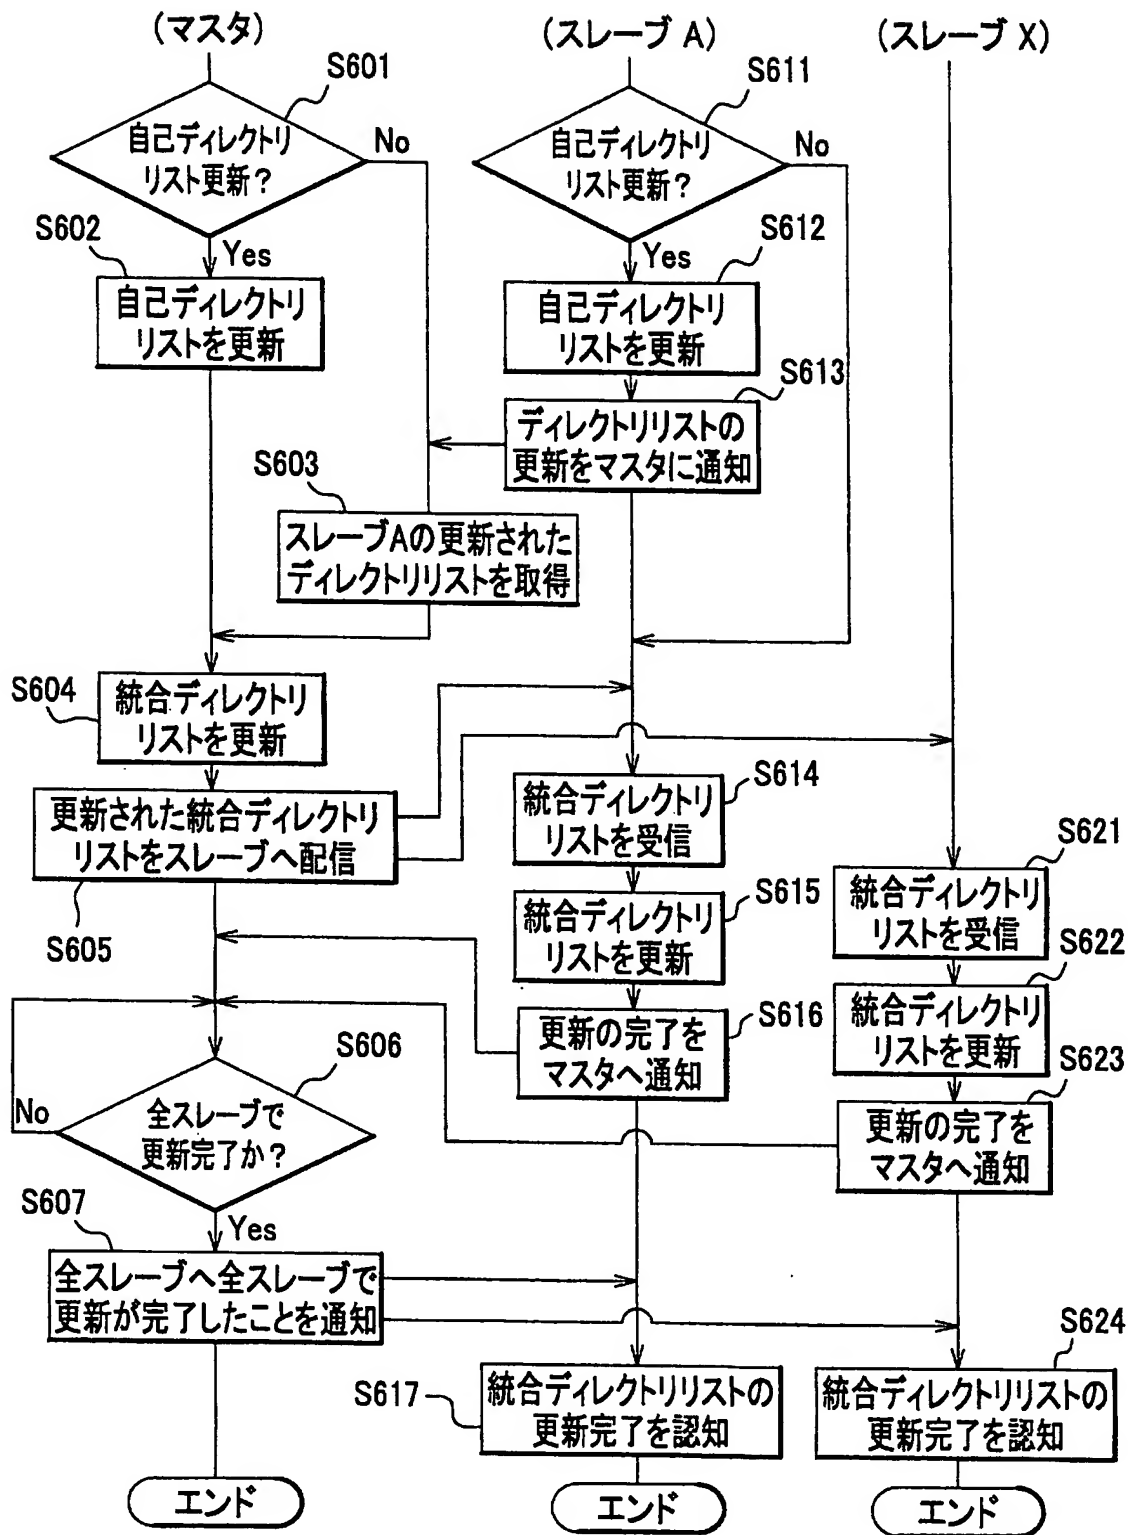 (マスタ)
(スレーブ A)
(スレーブ X)
S601
自己ディレクトリ
リスト更新?
No
Yes
S602
自己ディレクトリ
リストを更新
S611
自己ディレクトリ
リスト更新?
No
Yes
S612
自己ディレクトリ
リストを更新
S613
ディレクトリリストの
更新をマスタに通知
S603
スレーブAの更新された
ディレクトリリストを取得
S604
統合ディレクトリ
リストを更新
更新された統合ディレクトリ
リストをスレーブへ配信
S605
S614
統合ディレクトリ
リストを受信
S615
統合ディレクトリ
リストを更新
S616
更新の完了を
マスタへ通知
S621
統合ディレクトリ
リストを受信
S622
統合ディレクトリ
リストを更新
S623
更新の完了を
マスタへ通知
S606
全スレーブで
更新完了か?
No
Yes
S607
全スレーブへ全スレーブで
更新が完了したことを通知
S617
統合ディレクトリリストの
更新完了を認知
S624
統合ディレクトリリストの
更新完了を認知
エンド
エンド
エンド